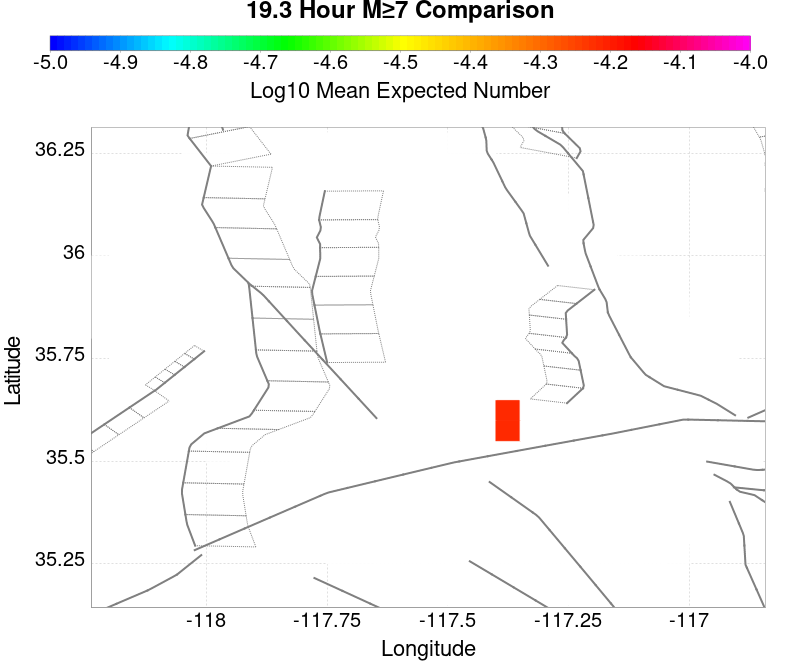 19.3 Hour M≥7 Comparison
-5.0 -4.9 -4.8 -4.7 -4.6 -4.5 -4.4 -4.3 -4.2 -4.1 -4.0
Log10 Mean Expected Number
36.25
36
35.75
35.5
35.25
Latitude
-118 -117.75 -117.5 -117.25 -117
Longitude